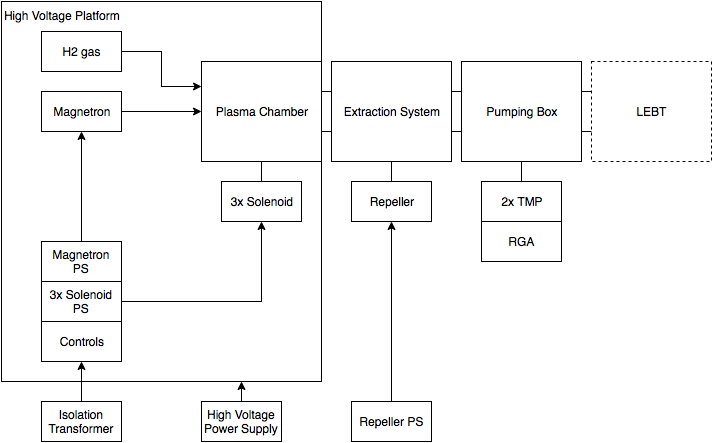 High Voltage Platform
H2 gas
Magnetron
Plasma Chamber
Extraction System
Pumping Box
LEBT
3x Solenoid
Repeller
2x TMP
RGA
Magnetron
PS
3x Solenoid
PS
Controls
Isolation
Transformer
High Voltage
Power Supply
Repeller PS